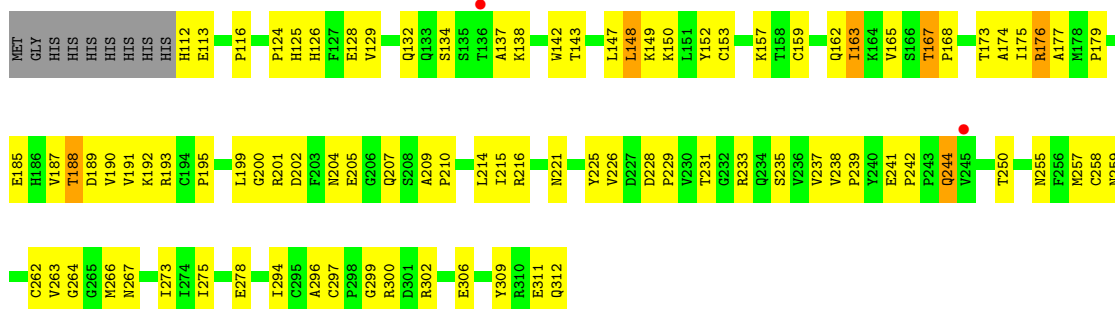 MET GLY HIS HIS HIS HIS HIS HIS H112 E113 P116 P124 H125 H126 F127 E128 V129 Q132 Q133 S134 S135 T136 A137 K138 W142 T143 L147 L148 K149 K150 L151 Y152 C153 K157 T158 C159 Q162 I163 K164 V165 S166 T167 P168 T173 A174 I175 R176 A177 M178 P179
E185 H186 V187 T188 D189 V190 V191 K192 R193 C194 P195 L199 G200 R201 D202 F203 N204 E205 G206 Q207 S208 A209 P210 L214 I215 R216 N221 Y225 V226 D227 D228 P229 V230 T231 G232 R233 Q234 S235 V236 V237 V238 P239 Y240 E241 P242 P243 Q244 V245 T250 N255 F256 M257 C258 N259
C262 V263 G264 G265 M266 N267 I273 I274 I275 E278 I294 C295 A296 C297 P298 G299 R300 D301 R302 E306 Y309 R310 E311 Q312